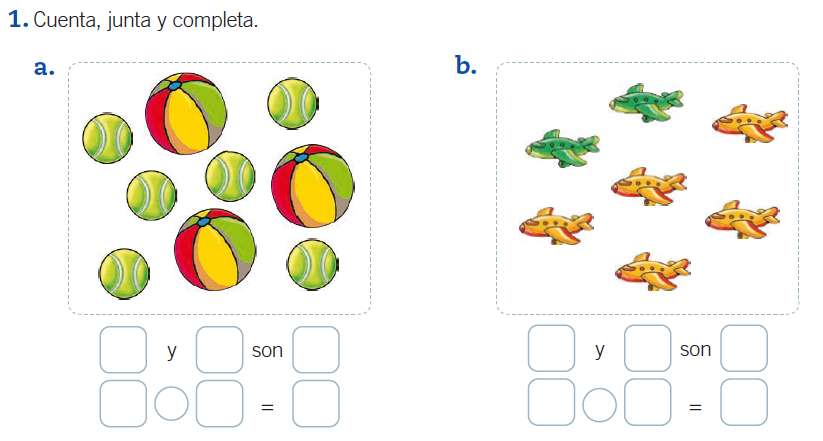 1. Cuenta, junta y completa.
a.
b.
y son
=
y son
=